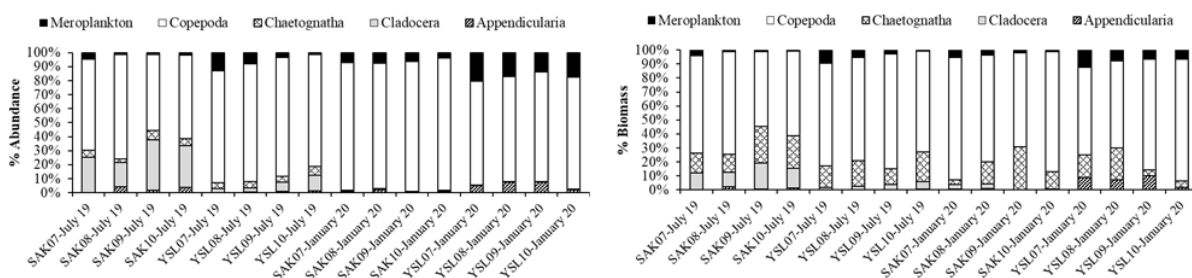 Meroplankton Copepoda Chaetognatha Cladocera Appendicularia
% Abundance
100%
90%
80%
70%
60%
50%
40%
30%
20%
10%
0%
SAK07-July 19
SAK08-July 19
SAK09-July 19
SAK10-July 19
YSL07-July 19
YSL08-July 19
YSL09-July 19
YSL10-July 19
SAK07-January 20
SAK08-January 20
SAK09-January 20
SAK10-January 20
YSL07-January 20
YSL08-January 20
YSL09-January 20
YSL10-January 20
Meroplankton Copepoda Chaetognatha Cladocera Appendicularia
% Biomass
100%
90%
80%
70%
60%
50%
40%
30%
20%
10%
0%
SAK07-July 19
SAK08-July 19
SAK09-July 19
SAK10-July 19
YSL07-July 19
YSL08-July 19
YSL09-July 19
YSL10-July 19
SAK07-January 20
SAK08-January 20
SAK09-January 20
SAK10-January 20
YSL07-January 20
YSL08-January 20
YSL09-January 20
YSL10-January 20